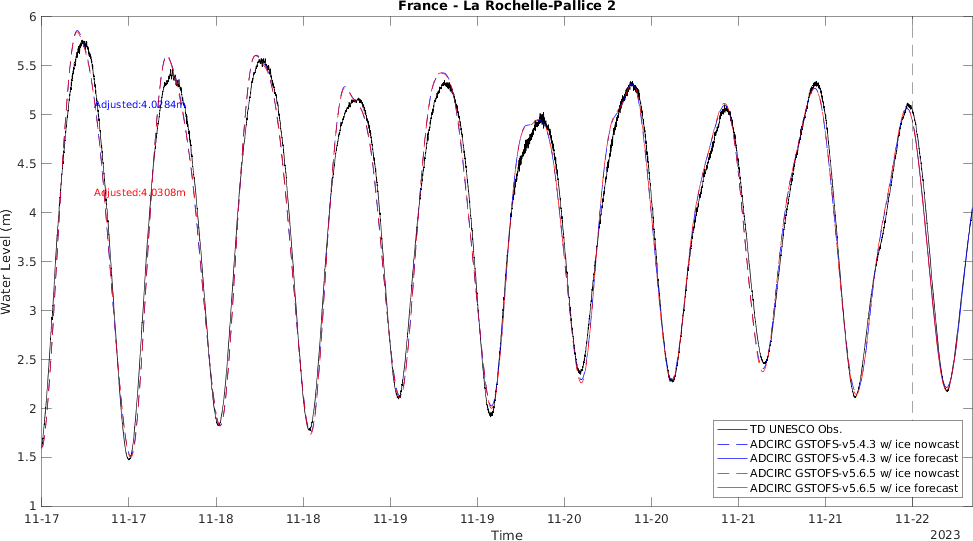 France - La Rochelle-Pallice 2
6
5.5
5
4.5
4
3.5
3
2.5
2
1.5
1
Water Level (m)
Adjusted:4.0284m
Adjusted:4.0308m
TD UNESCO Obs.
ADCIRC GSTOFS-v5.4.3 w/ ice nowcast
ADCIRC GSTOFS-v5.4.3 w/ ice forecast
ADCIRC GSTOFS-v5.6.5 w/ ice nowcast
ADCIRC GSTOFS-v5.6.5 w/ ice forecast
11-17 11-17 11-18 11-18 11-19 11-19 11-20 11-20 11-21 11-21 11-22
Time
2023